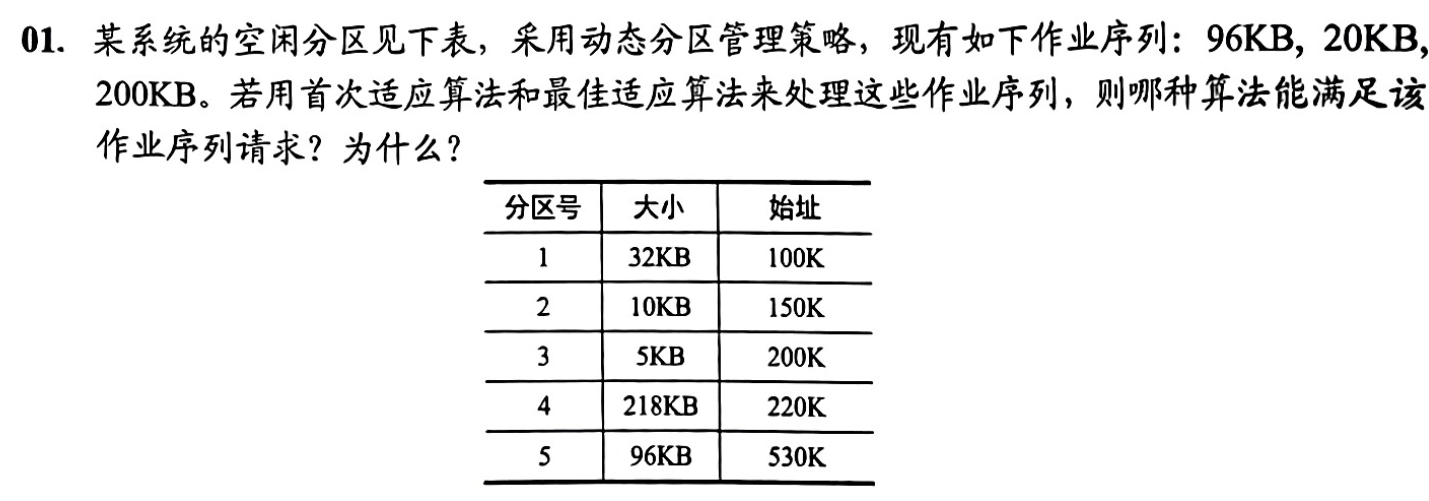 01. 某系统的空闲分区见下表，采用动态分区管理策略，现有如下作业序列：96KB, 20KB,
200KB。若用首次适应算法和最佳适应算法来处理这些作业序列，则哪种算法能满足该
作业序列请求？为什么？
分区号 大小 始址
1 32KB 100K
2 10KB 150K
3 5KB 200K
4 218KB 220K
5 96KB 530K